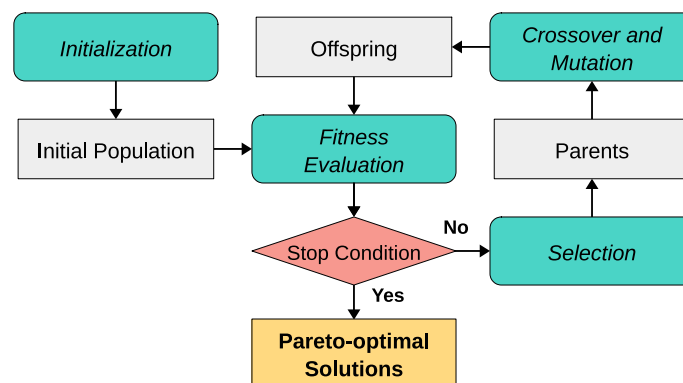 Initialization
Offspring
Crossover and
Mutation
Initial Population
Fitness
Evaluation
Parents
Stop Condition
No
Selection
Yes
Pareto-optimal
Solutions